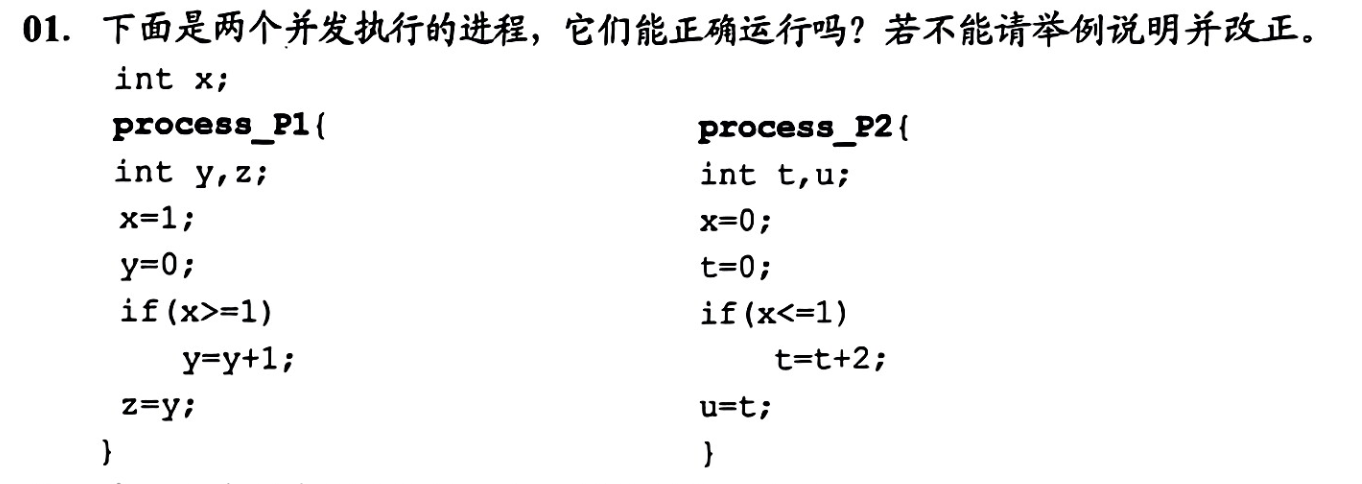 01. 下面是两个并发执行的进程，它们能正确运行吗？若不能请举例说明并改正。
int x;
process_P1{
int y,z;
x=1;
y=0;
if(x>=1)
y=y+1;
z=y;
}
process_P2{
int t,u;
x=0;
t=0;
if(x<=1)
t=t+2;
u=t;
}